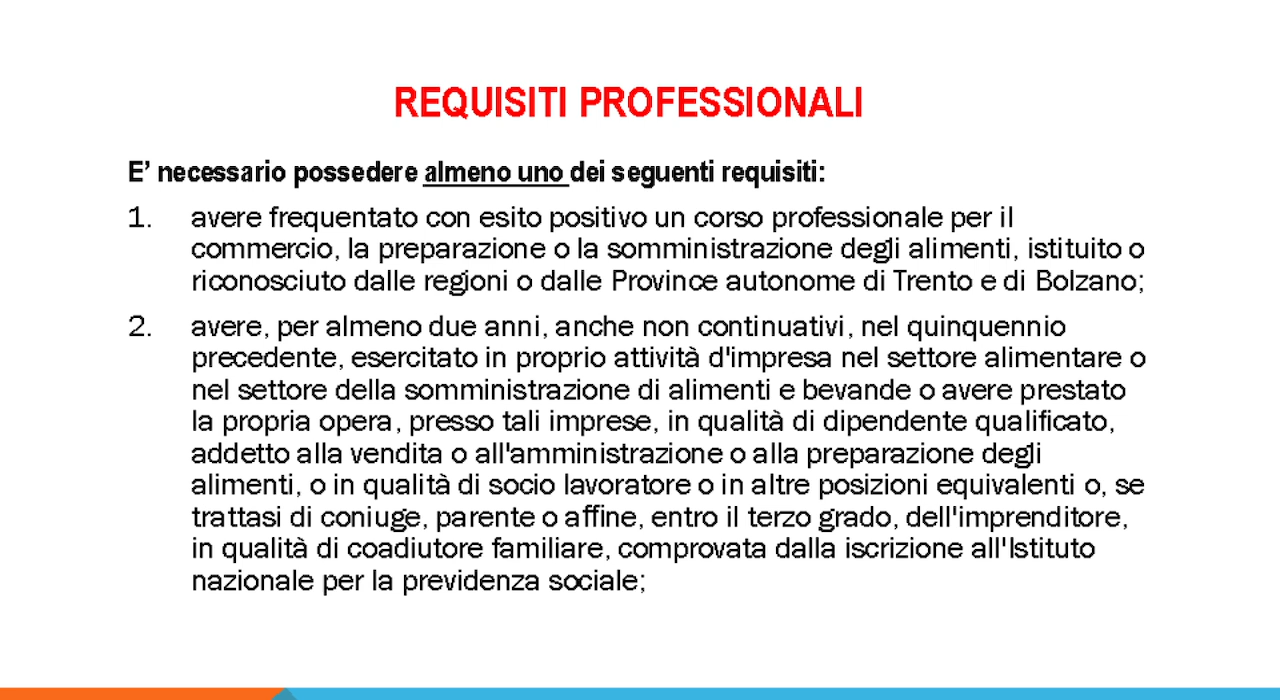 REQUISITI PROFESSIONALI
E’ necessario possedere almeno uno dei seguenti requisiti:
1. avere frequentato con esito positivo un corso professionale per il
commercio, la preparazione o la somministrazione degli alimenti, istituito o
riconosciuto dalle regioni o dalle Province autonome di Trento e di Bolzano;
2. avere, per almeno due anni, anche non continuativi, nel quinquennio
precedente, esercitato in proprio attività d'impresa nel settore alimentare o
nel settore della somministrazione di alimenti e bevande o avere prestato
la propria opera, presso tali imprese, in qualità di dipendente qualificato,
addetto alla vendita o all'amministrazione o alla preparazione degli
alimenti, o in qualità di socio lavoratore o in altre posizioni equivalenti o, se
trattasi di coniuge, parente o affine, entro il terzo grado, dell'imprenditore,
in qualità di coadiutore familiare, comprovata dalla iscrizione all'Istituto
nazionale per la previdenza sociale;